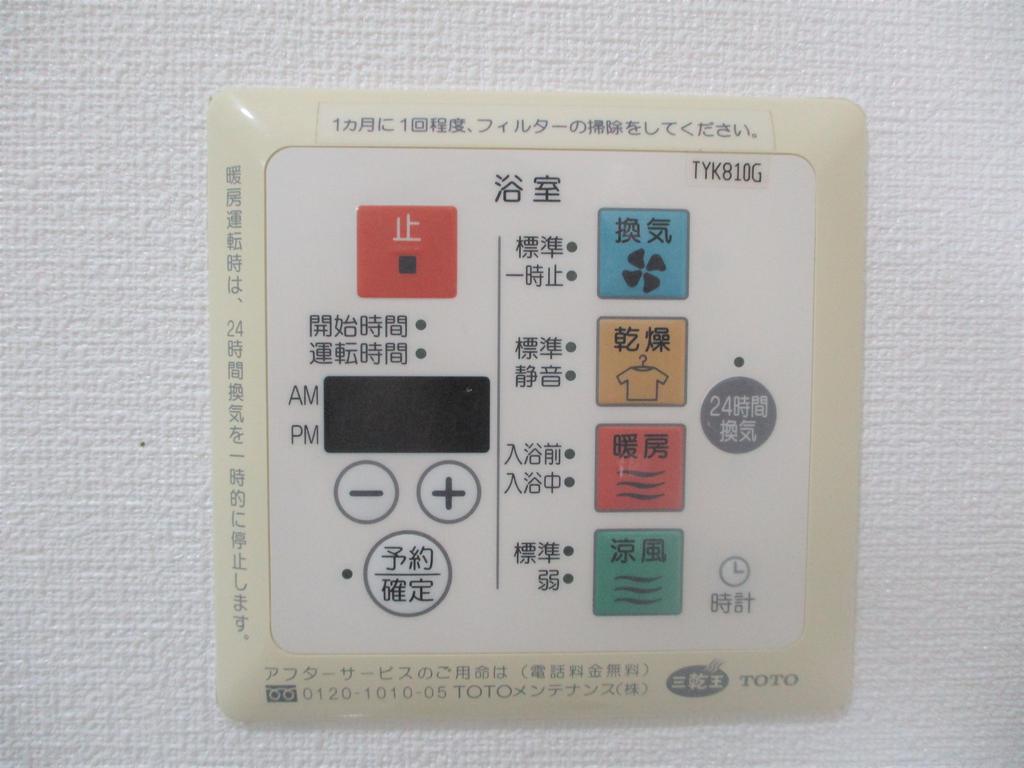 1ヵ月に1回程度、フィルターの掃除をしてください。
TYK810G
浴室
暖房運転時は、24時間換気を一時的に停止します。
止
開始時間
運転時間
AM
PM
予約
確定
標準
一時止
換気
標準
静音
乾燥
入浴前
入浴中
暖房
標準
弱
涼風
24時間
換気
時計
アフターサービスのご用命は（電話料金無料）
0120-1010-05 TOTOメンテナンス(株)
三乾王
TOTO